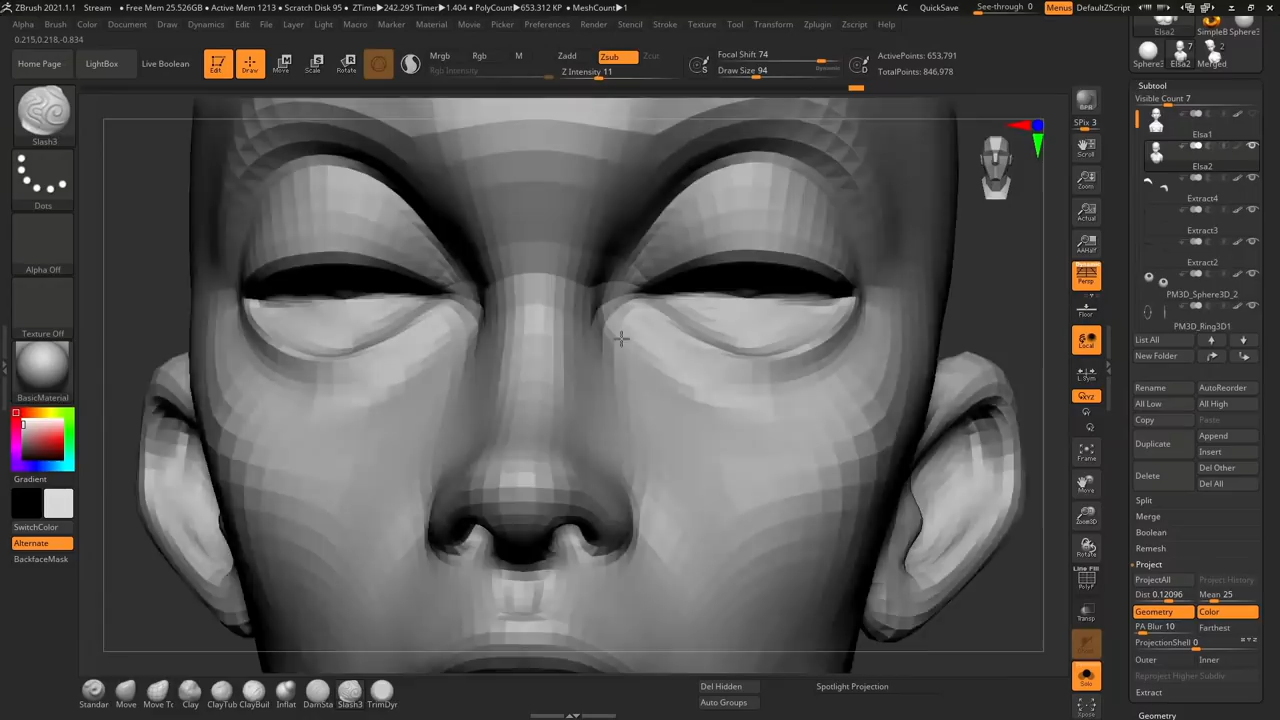 ZBrush 2021.1.1
Stream
• Free Mem 25.526GB • Active Mem 1213 • Scratch Disk 95 • ZTime▶242.295 Timer▶1.404 • PolyCount▶653.312 KP • MeshCount▶1
AC
QuickSave
See-through 0
Menus
DefaultZScript
Alpha
Brush
Color
Document
Draw
Dynamics
Edit
File
Layer
Light
Macro
Marker
Material
Movie
Picker
Preferences
Render
Stencil
Stroke
Texture
Tool
Transform
Zplugin
Zscript
Help
0.215,0.218,-0.834
Home Page
LightBox
Live Boolean
Edit
Draw
Move
Scale
Rotate
Mrgb
Rgb
M
Rgb Intensity
Zadd
Zsub
Zcut
Z Intensity 11
S
Focal Shift 74
Draw Size 94
Dynamic
D
ActivePoints: 653,791
TotalPoints: 846,978
Slash3
Dots
Alpha Off
Texture Off
BasicMaterial
Gradient
SwitchColor
Alternate
BackfaceMask
BPR
SPix 3
Scroll
Zoom
Actual
AAHalf
Dynamic
Persp
Floor
Local
L.Sym
XYZ
Frame
Move
Zoom3D
Rotate
Line Fill
PolyF
Transp
Solo
Xpose
Elsa2
SimpleB
Sphere3
7
2
Sphere3
Elsa2
Merged
Subtool
Visible Count 7
Elsa1
Elsa2
Extract4
Extract3
Extract2
PM3D_Sphere3D_2
PM3D_Ring3D1
List All
New Folder
Rename
AutoReorder
All Low
All High
Copy
Paste
Duplicate
Append
Insert
Delete
Del Other
Del All
Split
Merge
Boolean
Remesh
Project
ProjectAll
Project History
Dist 0.12096
Mean 25
Geometry
Color
PA Blur 10
Farthest
ProjectionShell 0
Outer
Inner
Reproject Higher Subdiv
Extract
Geometry
Standar
Move
Move To
Clay
ClayTub
ClayBuil
Inflat
DamSta
Slash3
TrimDyr
Del Hidden
Auto Groups
Spotlight Projection